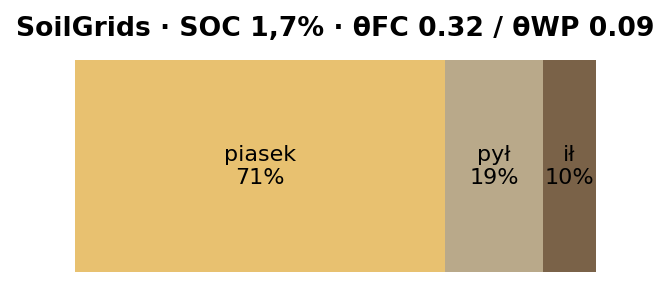 SoilGrids · SOC 1,7% · θFC 0.32 / θWP 0.09
piasek
71%
pył
19%
ił
10%